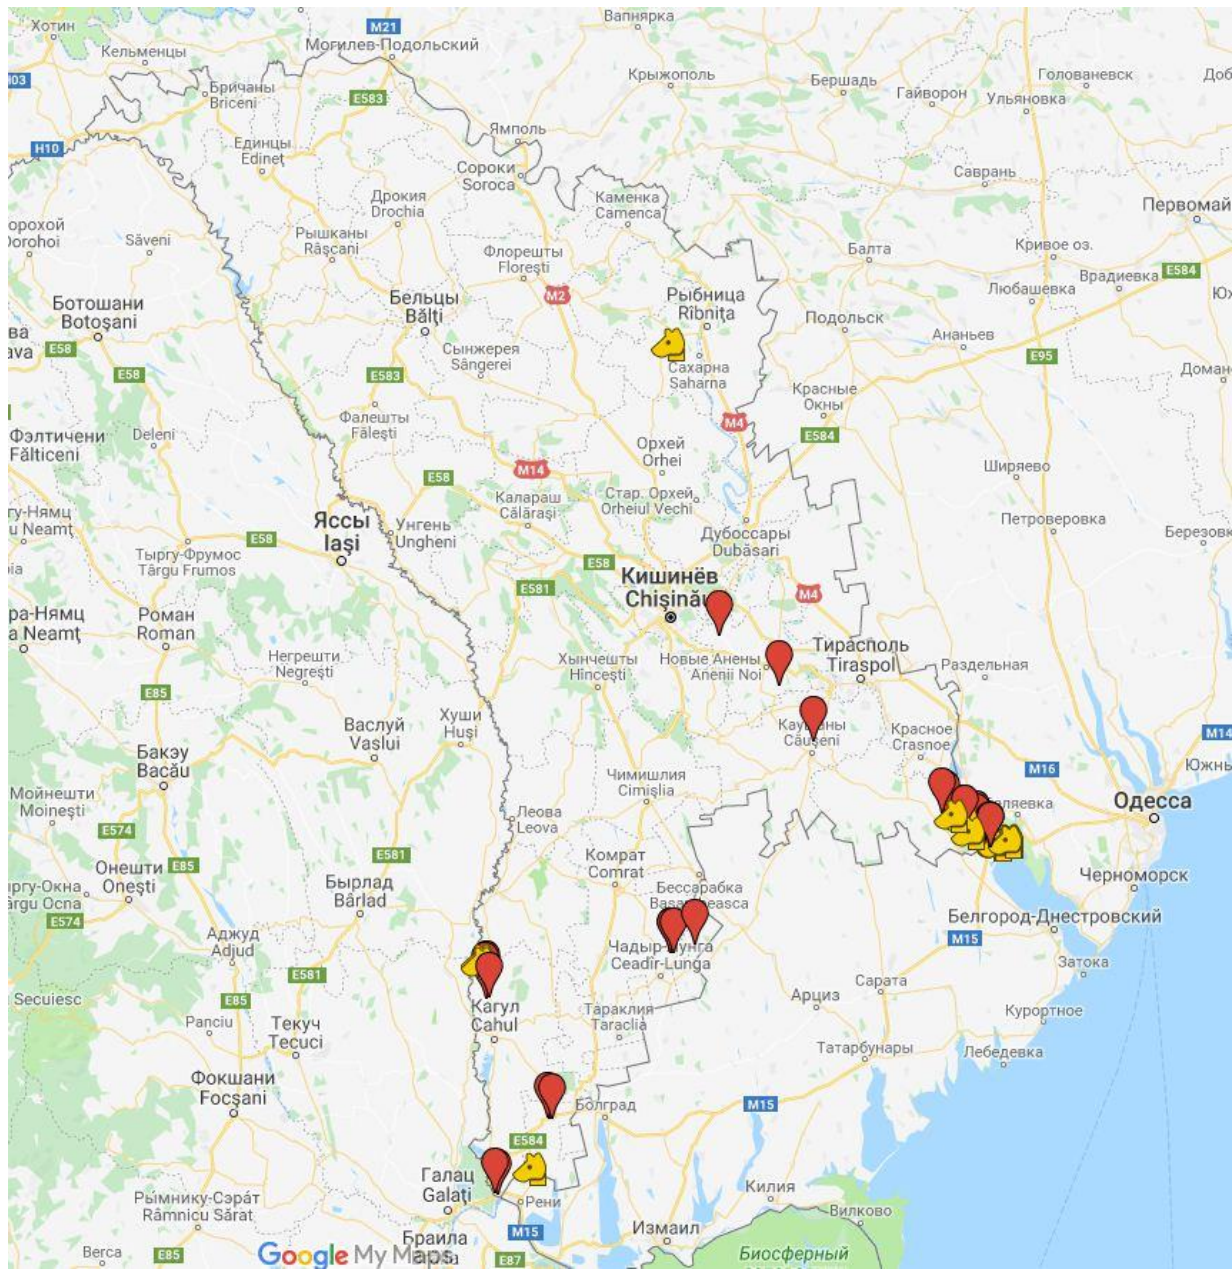 Хотин
Вапнярка
M21
Кельменцы
Могилев-Подольский
H03
Бричаны
Briceni
E583
Крыжополь
Бершадь
Голованевск
Гайворон
Ульяновка
Ямполь
H10
Единцы
Edineț
Сороки
Soroca
Саврань
Дрокия
Drochia
Каменка
Camenca
Первомай
орохой
Dorohoi
Săveni
Рышканы
Râșcani
Флорешты
Florești
Балта
Кривое оз.
Врадиевка
E584
Любашевка
Ботошани
Botoșani
Бельцы
Bălți
M2
Рыбница
Rîbnița
Подольск
Ананьев
E58
E58
Сынжерея
Sângerei
E95
Сахарна
Saharna
E583
Красные
Окны
Фалешты
Fălești
M4
E584
Фэлтичени
Fălticeni
Deleni
Орхей
Orhei
Ширяево
M14
E58
Калараш
Călărași
Стар. Орхей
Orheiul Vechi
Яссы
Iași
Унгень
Ungheni
Дубоссары
Dubăsari
Петроверовка
Березовк
Тыргу-Фрумос
Târgu Frumos
E58
E581
Кишинёв
Chișinău
M4
Роман
Roman
Негрешти
Negrești
Хынчешты
Hîncești
Новые Анены
Anenii Noi
Тирасполь
Tiraspol
Раздельная
E85
Васлуй
Vaslui
Хуши
Huși
Căușeni
Красное
Crasnoe
M14
Бакэу
Bacău
Южнь
M16
Мойнешти
Moinești
Чимишлия
Cimișlia
Одесса
E574
Леова
Leova
E85
E581
Комрат
Comrat
Онешти
Onești
Бырлад
Bârlad
Бессарабка
Черноморск
E574
Белгород-Днестровский
Аджуд
Adjud
M15
Ceadîr-Lunga
Затока
E581
Сарата
Secuiesc
E85
Арциз
Panciu
Кагул
Cahul
Тараклия
Taraclia
Курортное
Текуч
Tecuci
Татарбунары
Лебедевка
Фокшани
Focșani
Болград
M15
E584
Галац
Galați
Рымнику-Сэрат
Râmnicu Sărat
Рени
Килия
M15
Измаил
Вилково
Браила
Berca
E85
Google My Maps
E87
Биосферный